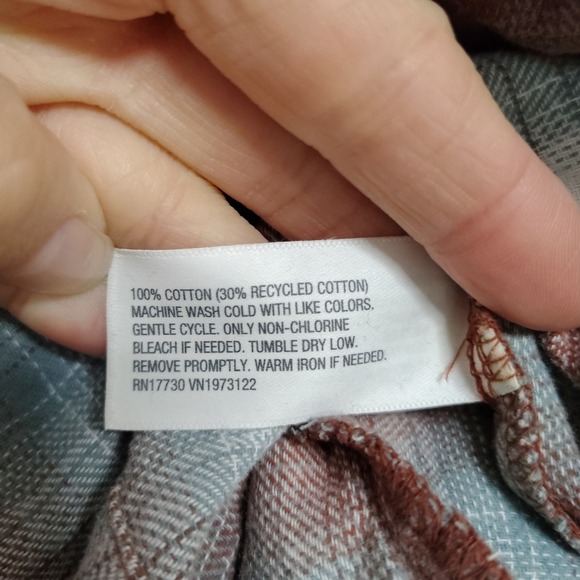 100% COTTON (30% RECYCLED COTTON)
MACHINE WASH COLD WITH LIKE COLORS.
GENTLE CYCLE. ONLY NON-CHLORINE
BLEACH IF NEEDED. TUMBLE DRY LOW.
REMOVE PROMPTLY. WARM IRON IF NEEDED.
RN17730 VN1973122